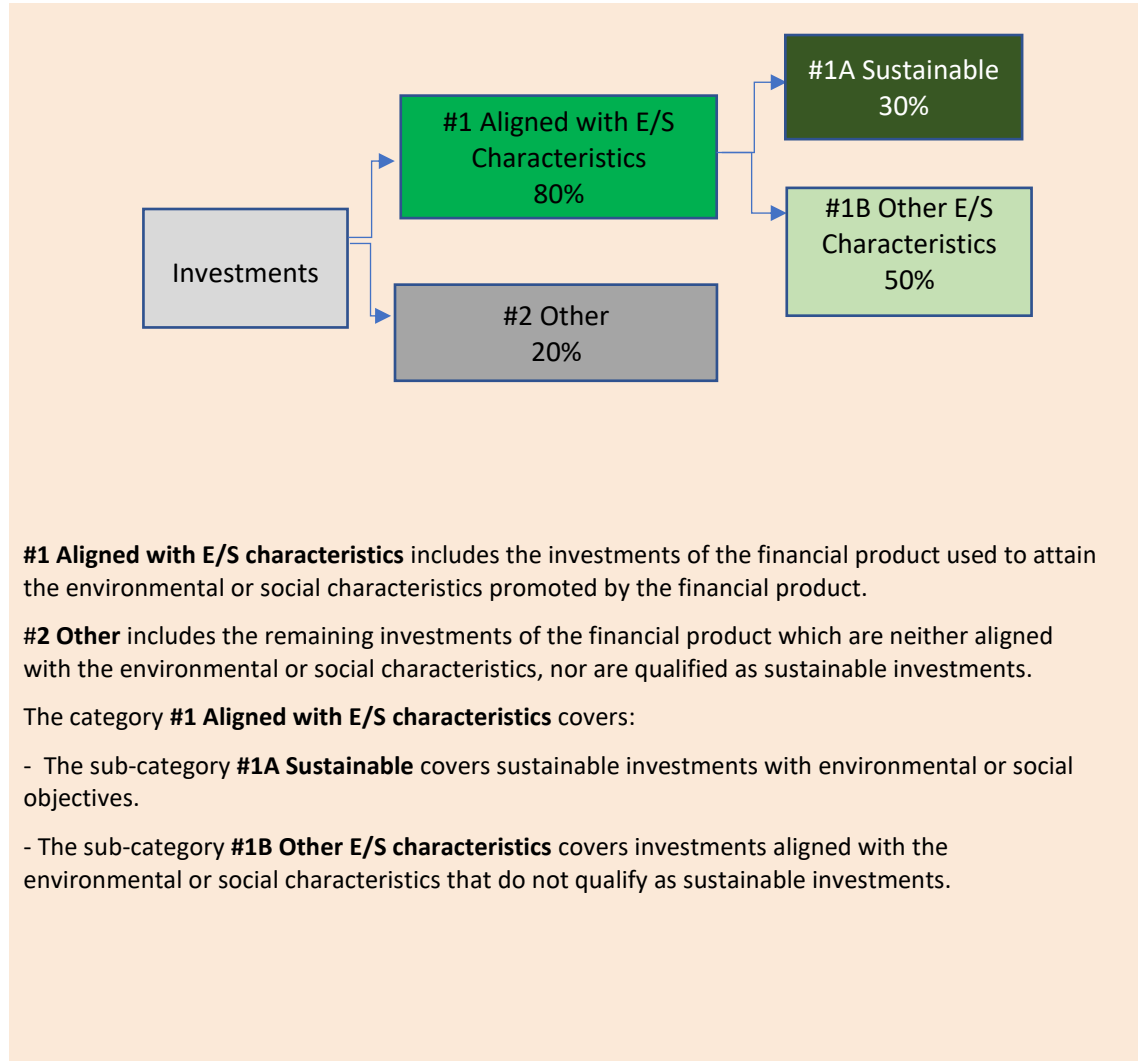 #1A Sustainable
30%
#1 Aligned with E/S
Characteristics
80%
#1B Other E/S
Characteristics
50%
Investments
#2 Other
20%
#1 Aligned with E/S characteristics includes the investments of the financial product used to attain
the environmental or social characteristics promoted by the financial product.
#2 Other includes the remaining investments of the financial product which are neither aligned
with the environmental or social characteristics, nor are qualified as sustainable investments.
The category #1 Aligned with E/S characteristics covers:
- The sub-category #1A Sustainable covers sustainable investments with environmental or social
objectives.
- The sub-category #1B Other E/S characteristics covers investments aligned with the
environmental or social characteristics that do not qualify as sustainable investments.